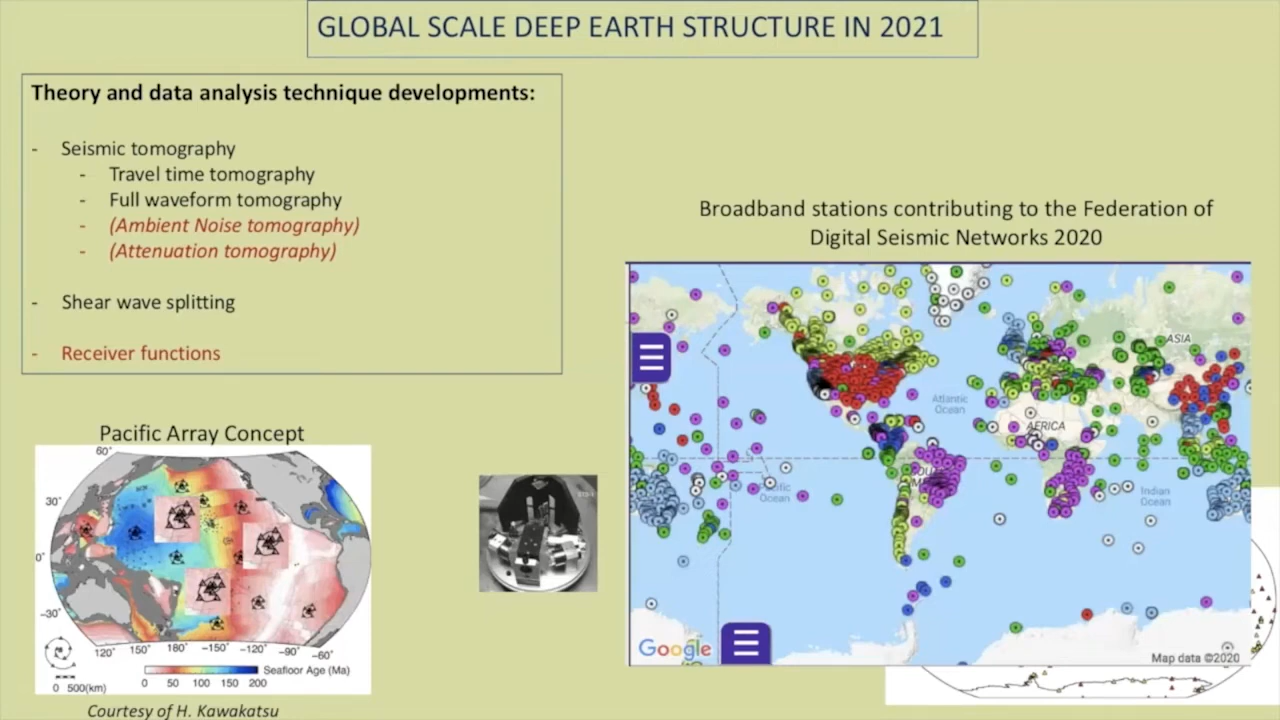 GLOBAL SCALE DEEP EARTH STRUCTURE IN 2021
Theory and data analysis technique developments:
- Seismic tomography
- Travel time tomography
- Full waveform tomography
- (Ambient Noise tomography)
- (Attenuation tomography)
- Shear wave splitting
- Receiver functions
Broadband stations contributing to the Federation of
Digital Seismic Networks 2020
ASIA
Atlantic
Ocean
AFRICA
Ocean
Indian
Ocean
Google
Map data ©2020
Pacific Array Concept
60°
30°
0°
-30°
120° 150° 180° -150° -120° -90° -60°
Seafloor Age (Ma)
0 50 100 150 200
0 500(km)
Courtesy of H. Kawakatsu